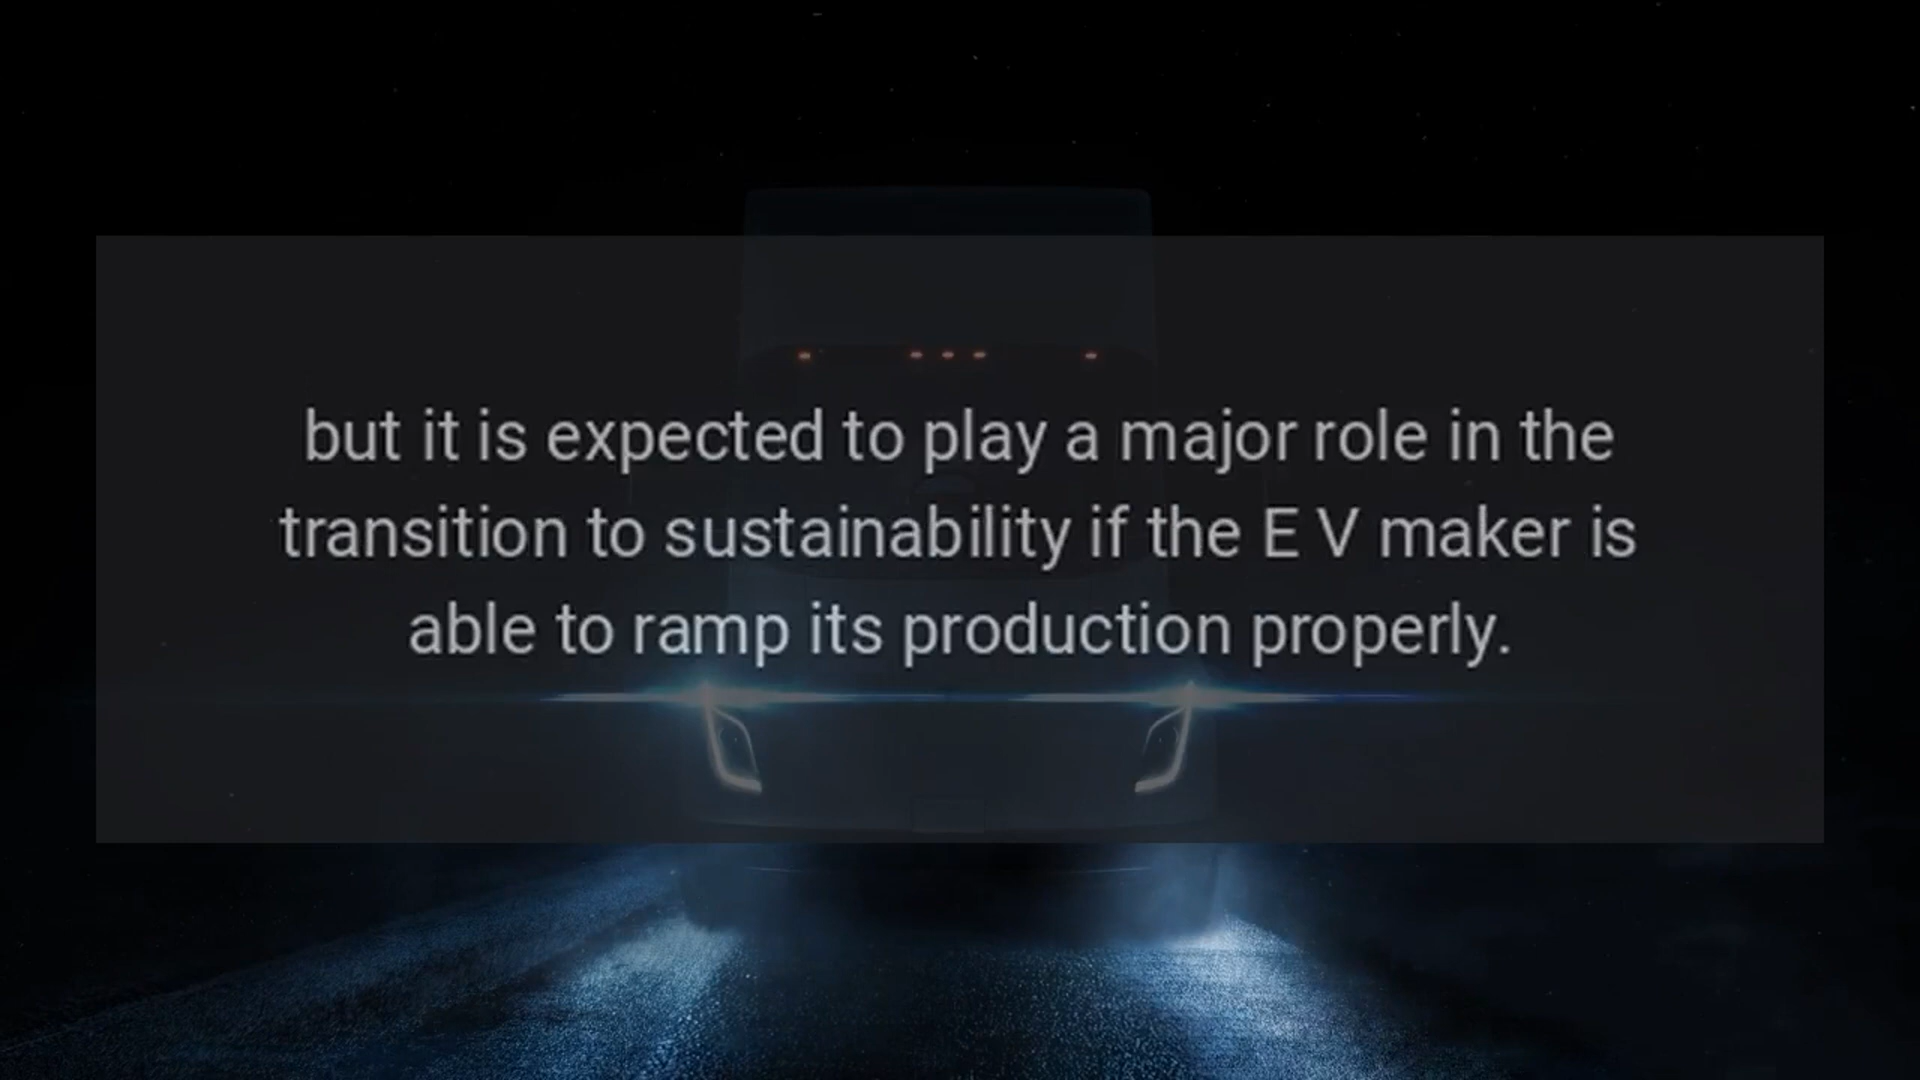 but it is expected to play a major role in the
transition to sustainability if the E V maker is
able to ramp its production properly.